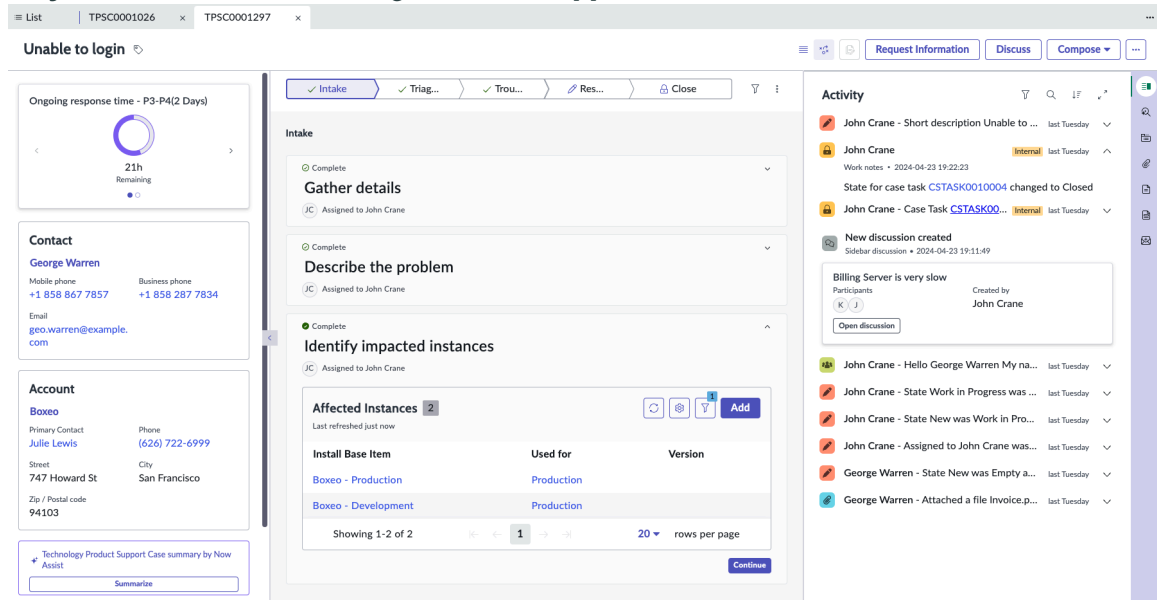 List
TPSC0001026 ×
TPSC0001297 ×
Unable to login
Request Information
Discuss
Compose
Ongoing response time - P3-P4(2 Days)
21h
Remaining
Contact
George Warren
Mobile phone
Business phone
+1 858 867 7857
+1 858 287 7834
Email
geo.warren@example.
com
Account
Boxeo
Primary Contact
Phone
Julie Lewis
(626) 722-6999
Street
City
747 Howard St
San Francisco
Zip / Postal code
94103
Technology Product Support Case summary by Now
Assist
Summarize
Intake
Triag...
Trou...
Res...
Close
Intake
Complete
Gather details
JC Assigned to John Crane
Complete
Describe the problem
JC Assigned to John Crane
Complete
Identify impacted instances
JC Assigned to John Crane
Affected Instances 2
Last refreshed just now
1
Add
Install Base Item
Used for
Version
Boxeo - Production
Production
Boxeo - Development
Production
Showing 1-2 of 2
1
20 rows per page
Continue
Activity
John Crane - Short description Unable to ... last Tuesday
John Crane Internal last Tuesday
Work notes • 2024-04-23 19:22:23
State for case task CSTASK0010004 changed to Closed
John Crane - Case Task CSTASK00... Internal last Tuesday
New discussion created
Sidebar discussion • 2024-04-23 19:11:49
Billing Server is very slow
Participants
Created by
K J
John Crane
Open discussion
John Crane - Hello George Warren My na... last Tuesday
John Crane - State Work in Progress was ... last Tuesday
John Crane - State New was Work in Pro... last Tuesday
John Crane - Assigned to John Crane was... last Tuesday
George Warren - State New was Empty a... last Tuesday
George Warren - Attached a file Invoice.p... last Tuesday